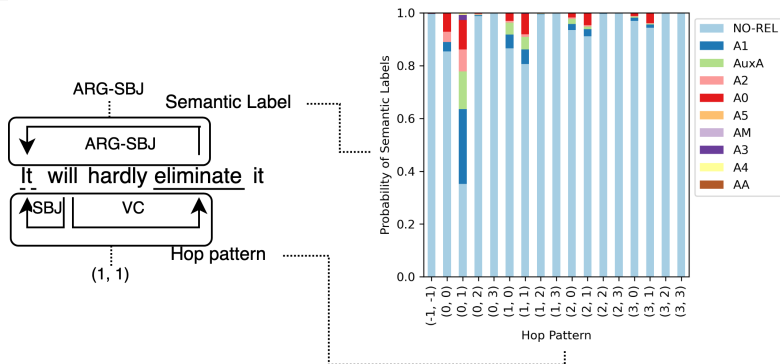 ARG-SBJ
Semantic Label
ARG-SBJ
It will hardly eliminate it
SBJ
VC
Hop pattern
(1, 1)
Probability of Semantic Labels
1.0
0.8
0.6
0.4
0.2
0.0
(-1, -1)
(0, 0)
(0, 1)
(0, 2)
(0, 3)
(1, 0)
(1, 1)
(1, 2)
(1, 3)
(2, 0)
(2, 1)
(2, 2)
(2, 3)
(3, 0)
(3, 1)
(3, 2)
(3, 3)
Hop Pattern
NO-REL
A1
AuxA
A2
A0
A5
AM
A3
A4
AA